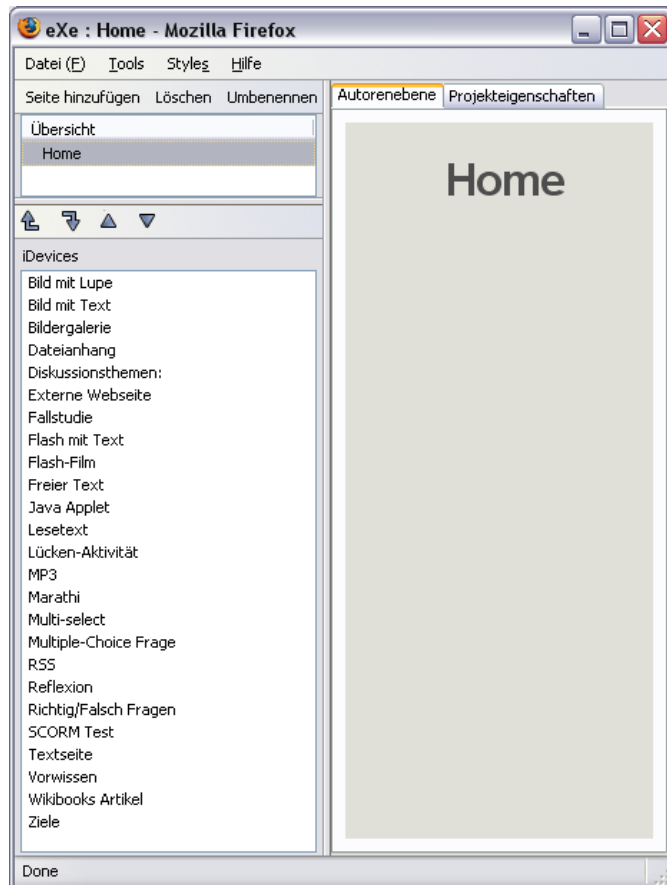 eXe : Home - Mozilla Firefox
Datei (F) Tools Styles Hilfe
Seite hinzufügen Löschen Umbenennen
Autorenebene Projekteigenschaften
Übersicht
Home
Home
iDevices
Bild mit Lupe
Bild mit Text
Bildergalerie
Dateianhang
Diskussionsthemen:
Externe Webseite
Fallstudie
Flash mit Text
Flash-Film
Freier Text
Java Applet
Lesetext
Lücken-Aktivität
MP3
Marathi
Multi-select
Multiple-Choice Frage
RSS
Reflexion
Richtig/Falsch Fragen
SCORM Test
Textseite
Vorwissen
Wikibooks Artikel
Ziele
Done